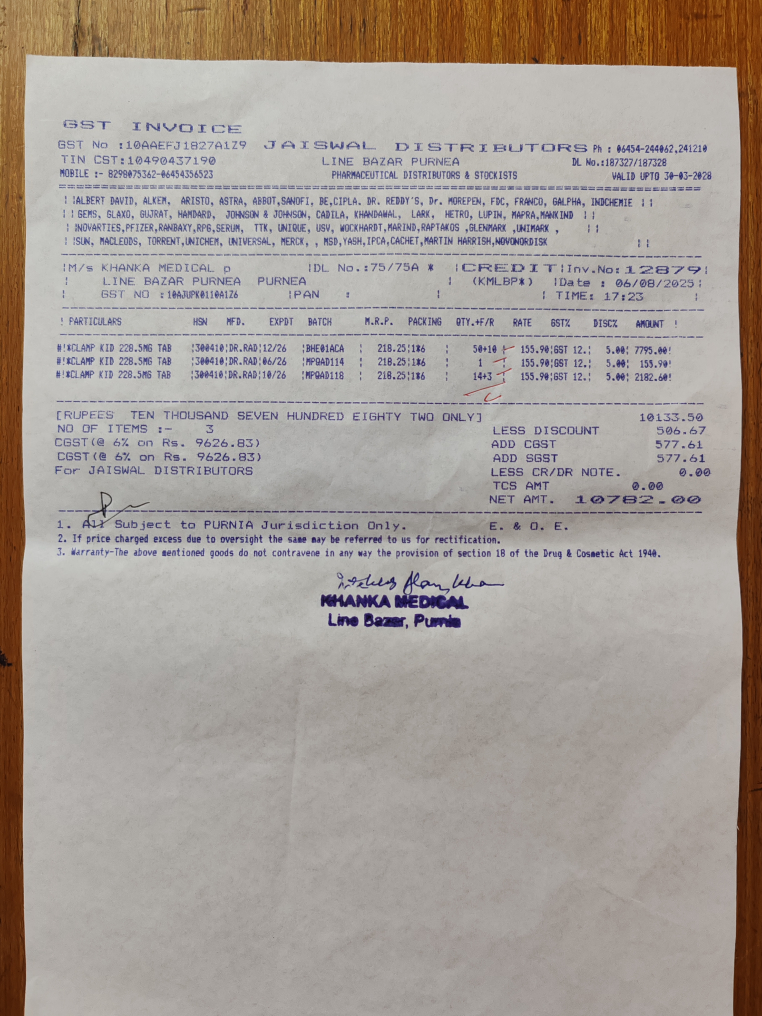 GST INVOICE
GST No :10AAEFJ1827A1Z9 JAISWAL DISTRIBUTORS Ph : 06454-244062,241210
TIN CST:10490437190 LINE BAZAR PURNEA DL No.:187327/187328
MOBILE :- 8298075362-06454356523 PHARMACEUTICAL DISTRIBUTORS & STOCKISTS VALID UPTO 30-03-2028
| |ALBERT DAVID, ALKEM, ARISTO, ASTRA, ABBOT,SANOFI, BE,CIPLA. DR. REDDY'S, Dr. MOREPEN, FDC, FRANCO, GALPHA, INDCHEMIE | |
| | GEMS, GLAXO, GUJRAT, HAMDARD, JOHNSON & JOHNSON, CADILA, KHANDAWAL, LARK, HETRO, LUPIN, MAPRA,MANKIND | |
| INOVARTIES,PFIZER,RANBAXY,RPG,SERUM, TTK, UNIQUE, USV, WOCKHARDT,MARIND,RAPTAKOS ,GLENMARK ,UNIMARK , | |
| ISUN, MACLEODS, TORRENT,UNICHEM, UNIVERSAL, MERCK, , MSD,YASH,IPCA,CACHET,MARTIN HARRISH,NOVONORDISK | |
|M/s KHANKA MEDICAL p |DL No.:75/75A * |CREDIT|Inv.No:12879|
| LINE BAZAR PURNEA PURNEA | (KMLBP*) |Date : 06/08/2025|
| GST NO :10AJUPK0110A1Z6 |PAN : | | TIME: 17:23 |
! PARTICULARS HSN MFD. EXPDT BATCH M.R.P. PACKING QTY.+F/R RATE GST% DISC% AMOUNT !
#!*CLAMP KID 228.5MG TAB |300410|DR.RAD|12/26 |BHE01ACA | 218.25|1*6 | 50+10 | 155.90|GST 12.| 5.00| 7795.00!
#!*CLAMP KID 228.5MG TAB |300410|DR.RAD|06/26 |MPQAD114 | 218.25|1*6 | 1 | 155.90|GST 12.| 5.00| 155.90!
#!*CLAMP KID 228.5MG TAB |300410|DR.RAD|10/26 |MPQAD118 | 218.25|1*6 | 14+3 | 155.90|GST 12.| 5.00| 2182.60!
[RUPEES TEN THOUSAND SEVEN HUNDRED EIGHTY TWO ONLY] 10133.50
NO OF ITEMS :- 3 LESS DISCOUNT 506.67
CGST(@ 6% on Rs. 9626.83) ADD CGST 577.61
CGST(@ 6% on Rs. 9626.83) ADD SGST 577.61
For JAISWAL DISTRIBUTORS LESS CR/DR NOTE. 0.00
TCS AMT 0.00
NET AMT. 10782.00
1. All Subject to PURNIA Jurisdiction Only. E. & O. E.
2. If price charged excess due to oversight the same may be referred to us for rectification.
3. Warranty-The above mentioned goods do not contravene in any way the provision of section 18 of the Drug & Cosmetic Act 1940.
KHANKA MEDICAL
Line Bazar, Purnia